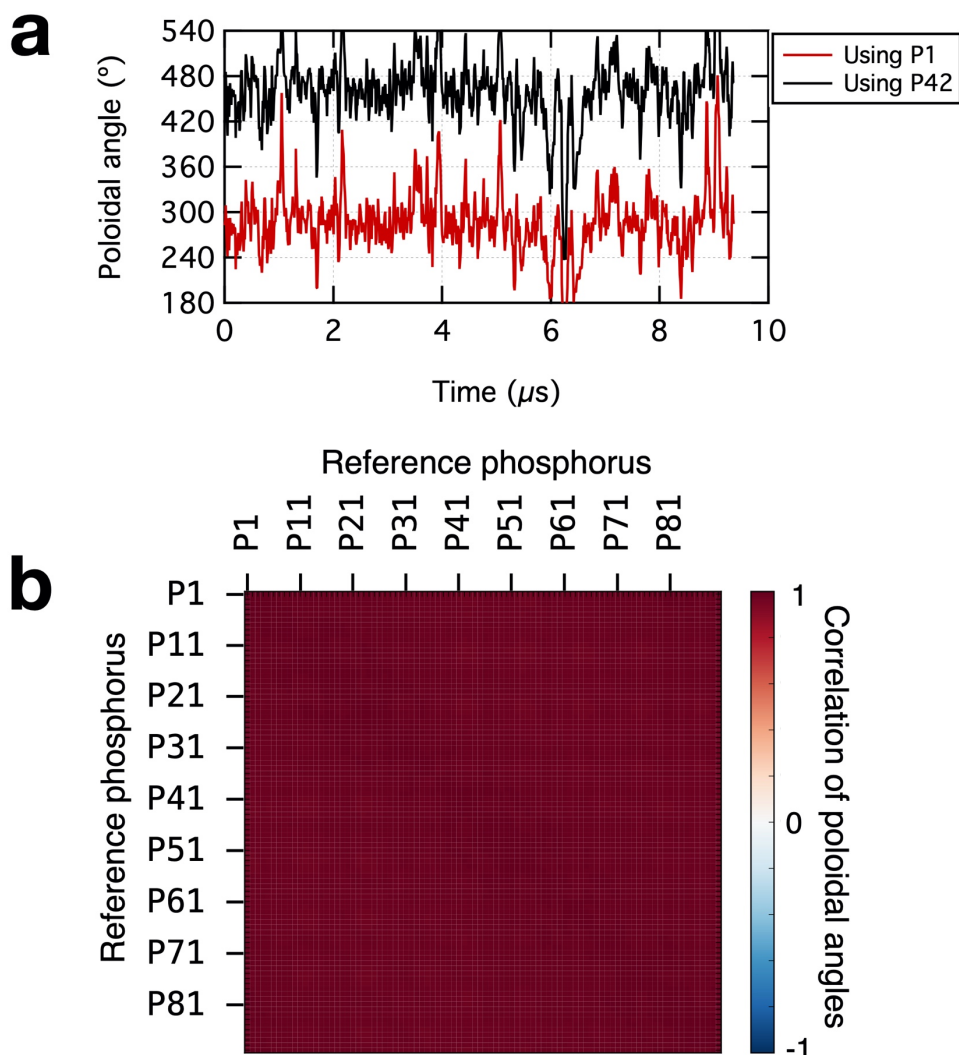 a
540
480
420
360
300
240
180
Poloidal angle (°)
0 2 4 6 8 10
Time (µs)
Using P1
Using P42
b
Reference phosphorus
P1 P11 P21 P31 P41 P51 P61 P71 P81
Reference phosphorus
P1
P11
P21
P31
P41
P51
P61
P71
P81
1
0
-1
Correlation of poloidal angles